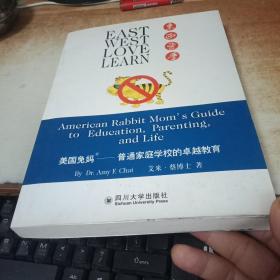 EAST
WEST
LOVE
LEARN
American Rabbit Mom's Guide
to Education, Parenting,
and Life
美国兔妈®——普通家庭学校的卓越教育
By Dr. Amy E Chai 艾米·蔡博士 著
四川大学出版社
Sichuan University Press